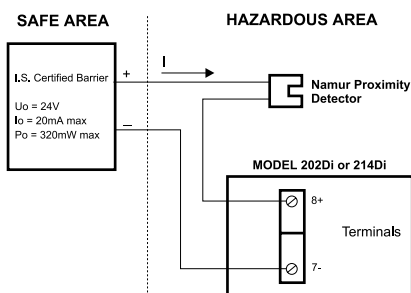 SAFE AREA
HAZARDOUS AREA
I.S. Certified Barrier
Uo = 24V
Io = 20mA max
Po = 320mW max
+
–
I
Namur Proximity
Detector
MODEL 202Di or 214Di
8+
Terminals
7-